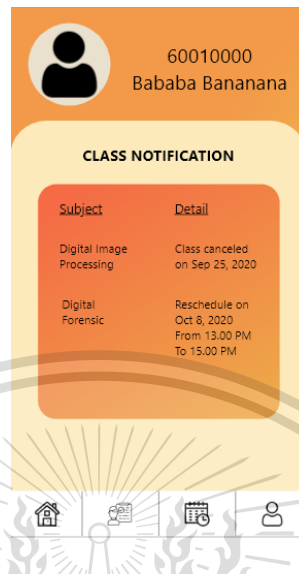 60010000
Bababa Bananana
CLASS NOTIFICATION
Subject Detail
Digital Image Class canceled
Processing on Sep 25, 2020
Digital Reschedule on
Forensic Oct 8, 2020
From 13.00 PM
To 15.00 PM